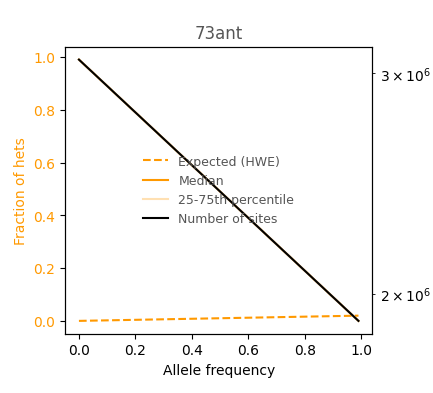 73ant
Fraction of hets
1.0
0.8
0.6
0.4
0.2
0.0
3 × 10⁶
2 × 10⁶
Expected (HWE)
Median
25-75th percentile
Number of sites
0.0 0.2 0.4 0.6 0.8 1.0
Allele frequency